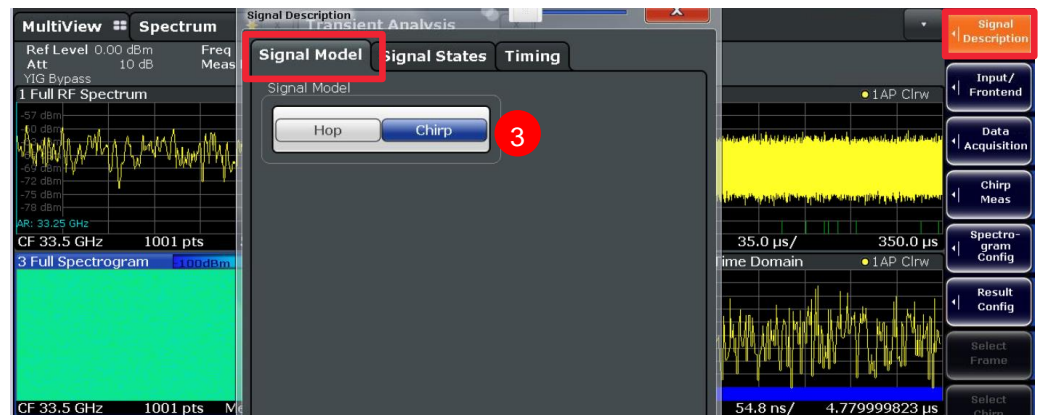 MultiView Spectrum
Ref Level 0.00 dBm Freq
Att 10 dB Meas
YIG Bypass
1 Full RF Spectrum
-57 dBm
-60 dBm
-69 dBm
-72 dBm
-75 dBm
-78 dBm
AR: 33.25 GHz
CF 33.5 GHz 1001 pts
3 Full Spectrogram -100dBm
CF 33.5 GHz 1001 pts Me
Signal Description
Transient Analysis
X
Signal Model Signal States Timing
Signal Model
Hop Chirp
3
1AP Clrw
35.0 µs/ 350.0 µs
Time Domain 1AP Clrw
54.8 ns/ 4.779999823 µs
Signal
Description
Input/
Frontend
Data
Acquisition
Chirp
Meas
Spectro-
gram
Config
Result
Config
Select
Frame
Select
Chirp